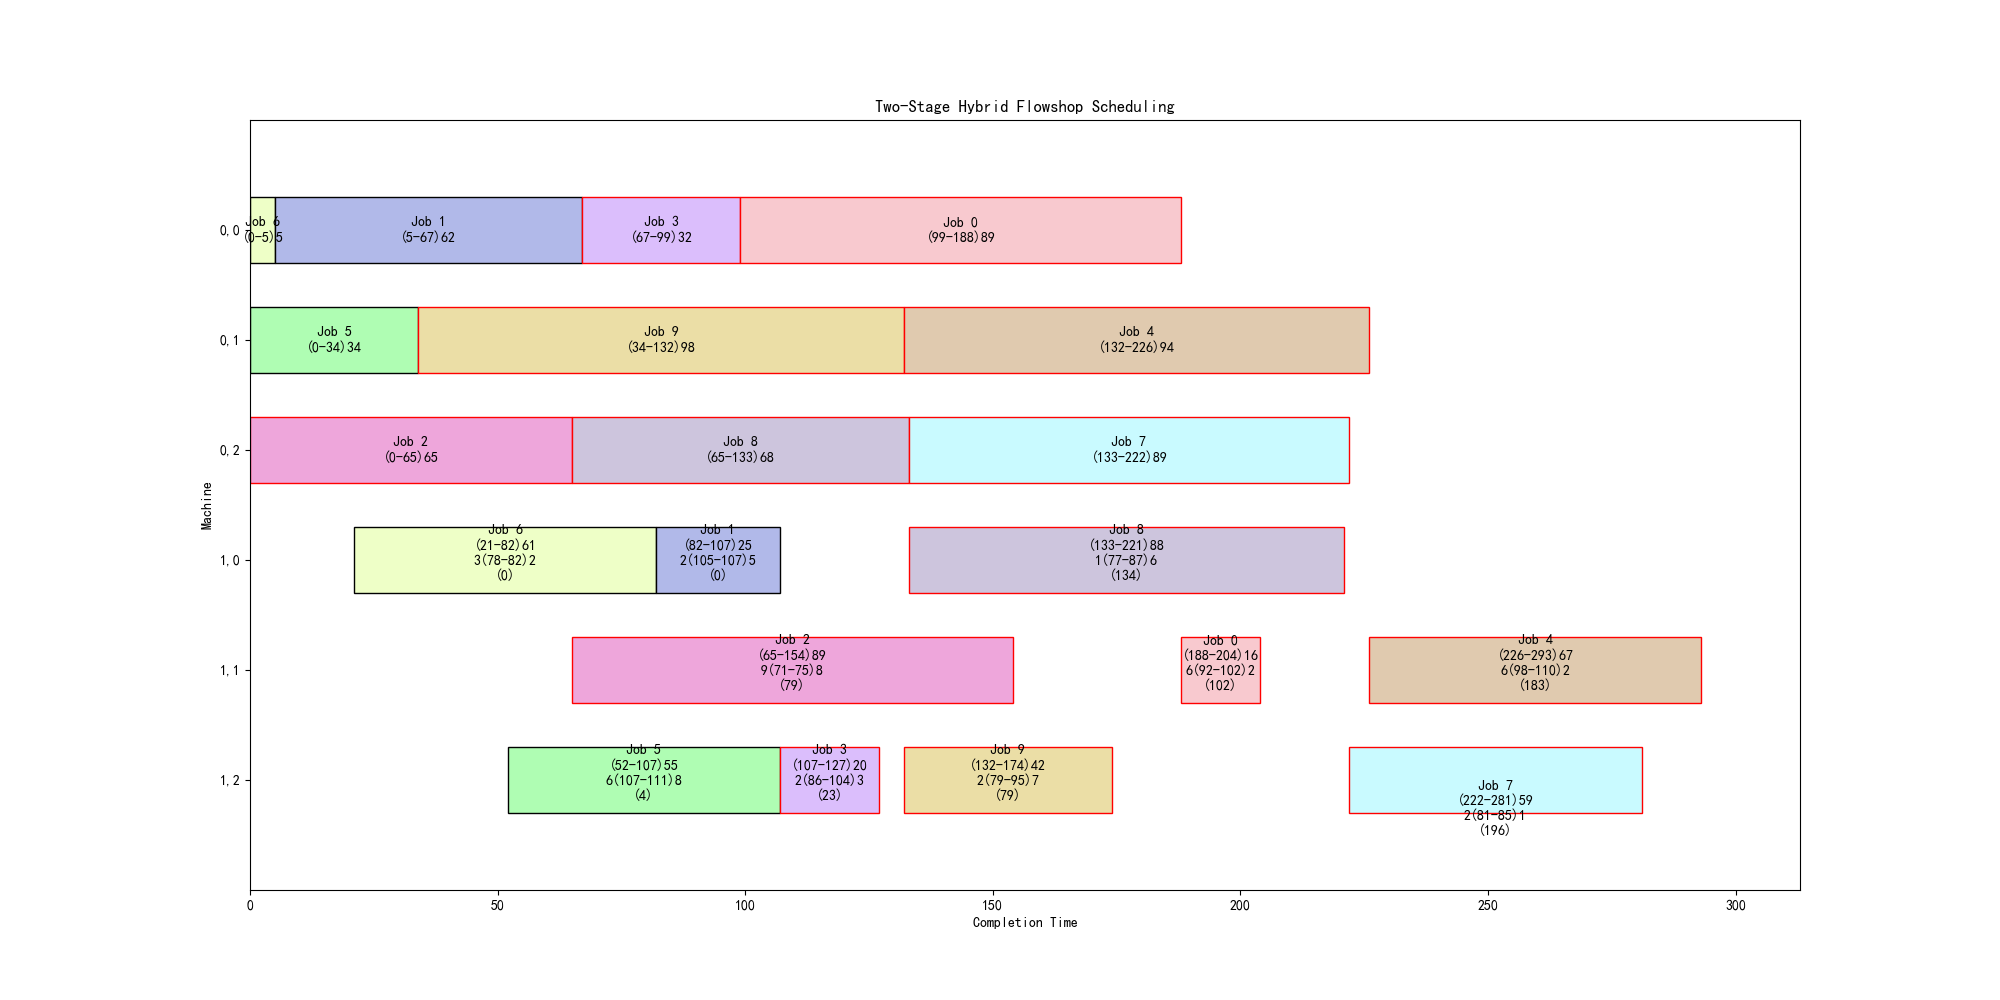 Two-Stage Hybrid Flowshop Scheduling
Machine
0,0
Job 6
(0-5)5
Job 1
(5-67)62
Job 3
(67-99)32
Job 0
(99-188)89
0,1
Job 5
(0-34)34
Job 9
(34-132)98
Job 4
(132-226)94
0,2
Job 2
(0-65)65
Job 8
(65-133)68
Job 7
(133-222)89
1,0
Job 6
(21-82)61
3(78-82)2
(0)
Job 1
(82-107)25
2(105-107)5
(0)
Job 8
(133-221)88
1(77-87)6
(134)
1,1
Job 2
(65-154)89
9(71-75)8
(79)
Job 0
(188-204)16
6(92-102)2
(102)
Job 4
(226-293)67
6(98-110)2
(183)
1,2
Job 5
(52-107)55
6(107-111)8
(4)
Job 3
(107-127)20
2(86-104)3
(23)
Job 9
(132-174)42
2(79-95)7
(79)
Job 7
(222-281)59
2(81-85)1
(196)
0 50 100 150 200 250 300
Completion Time